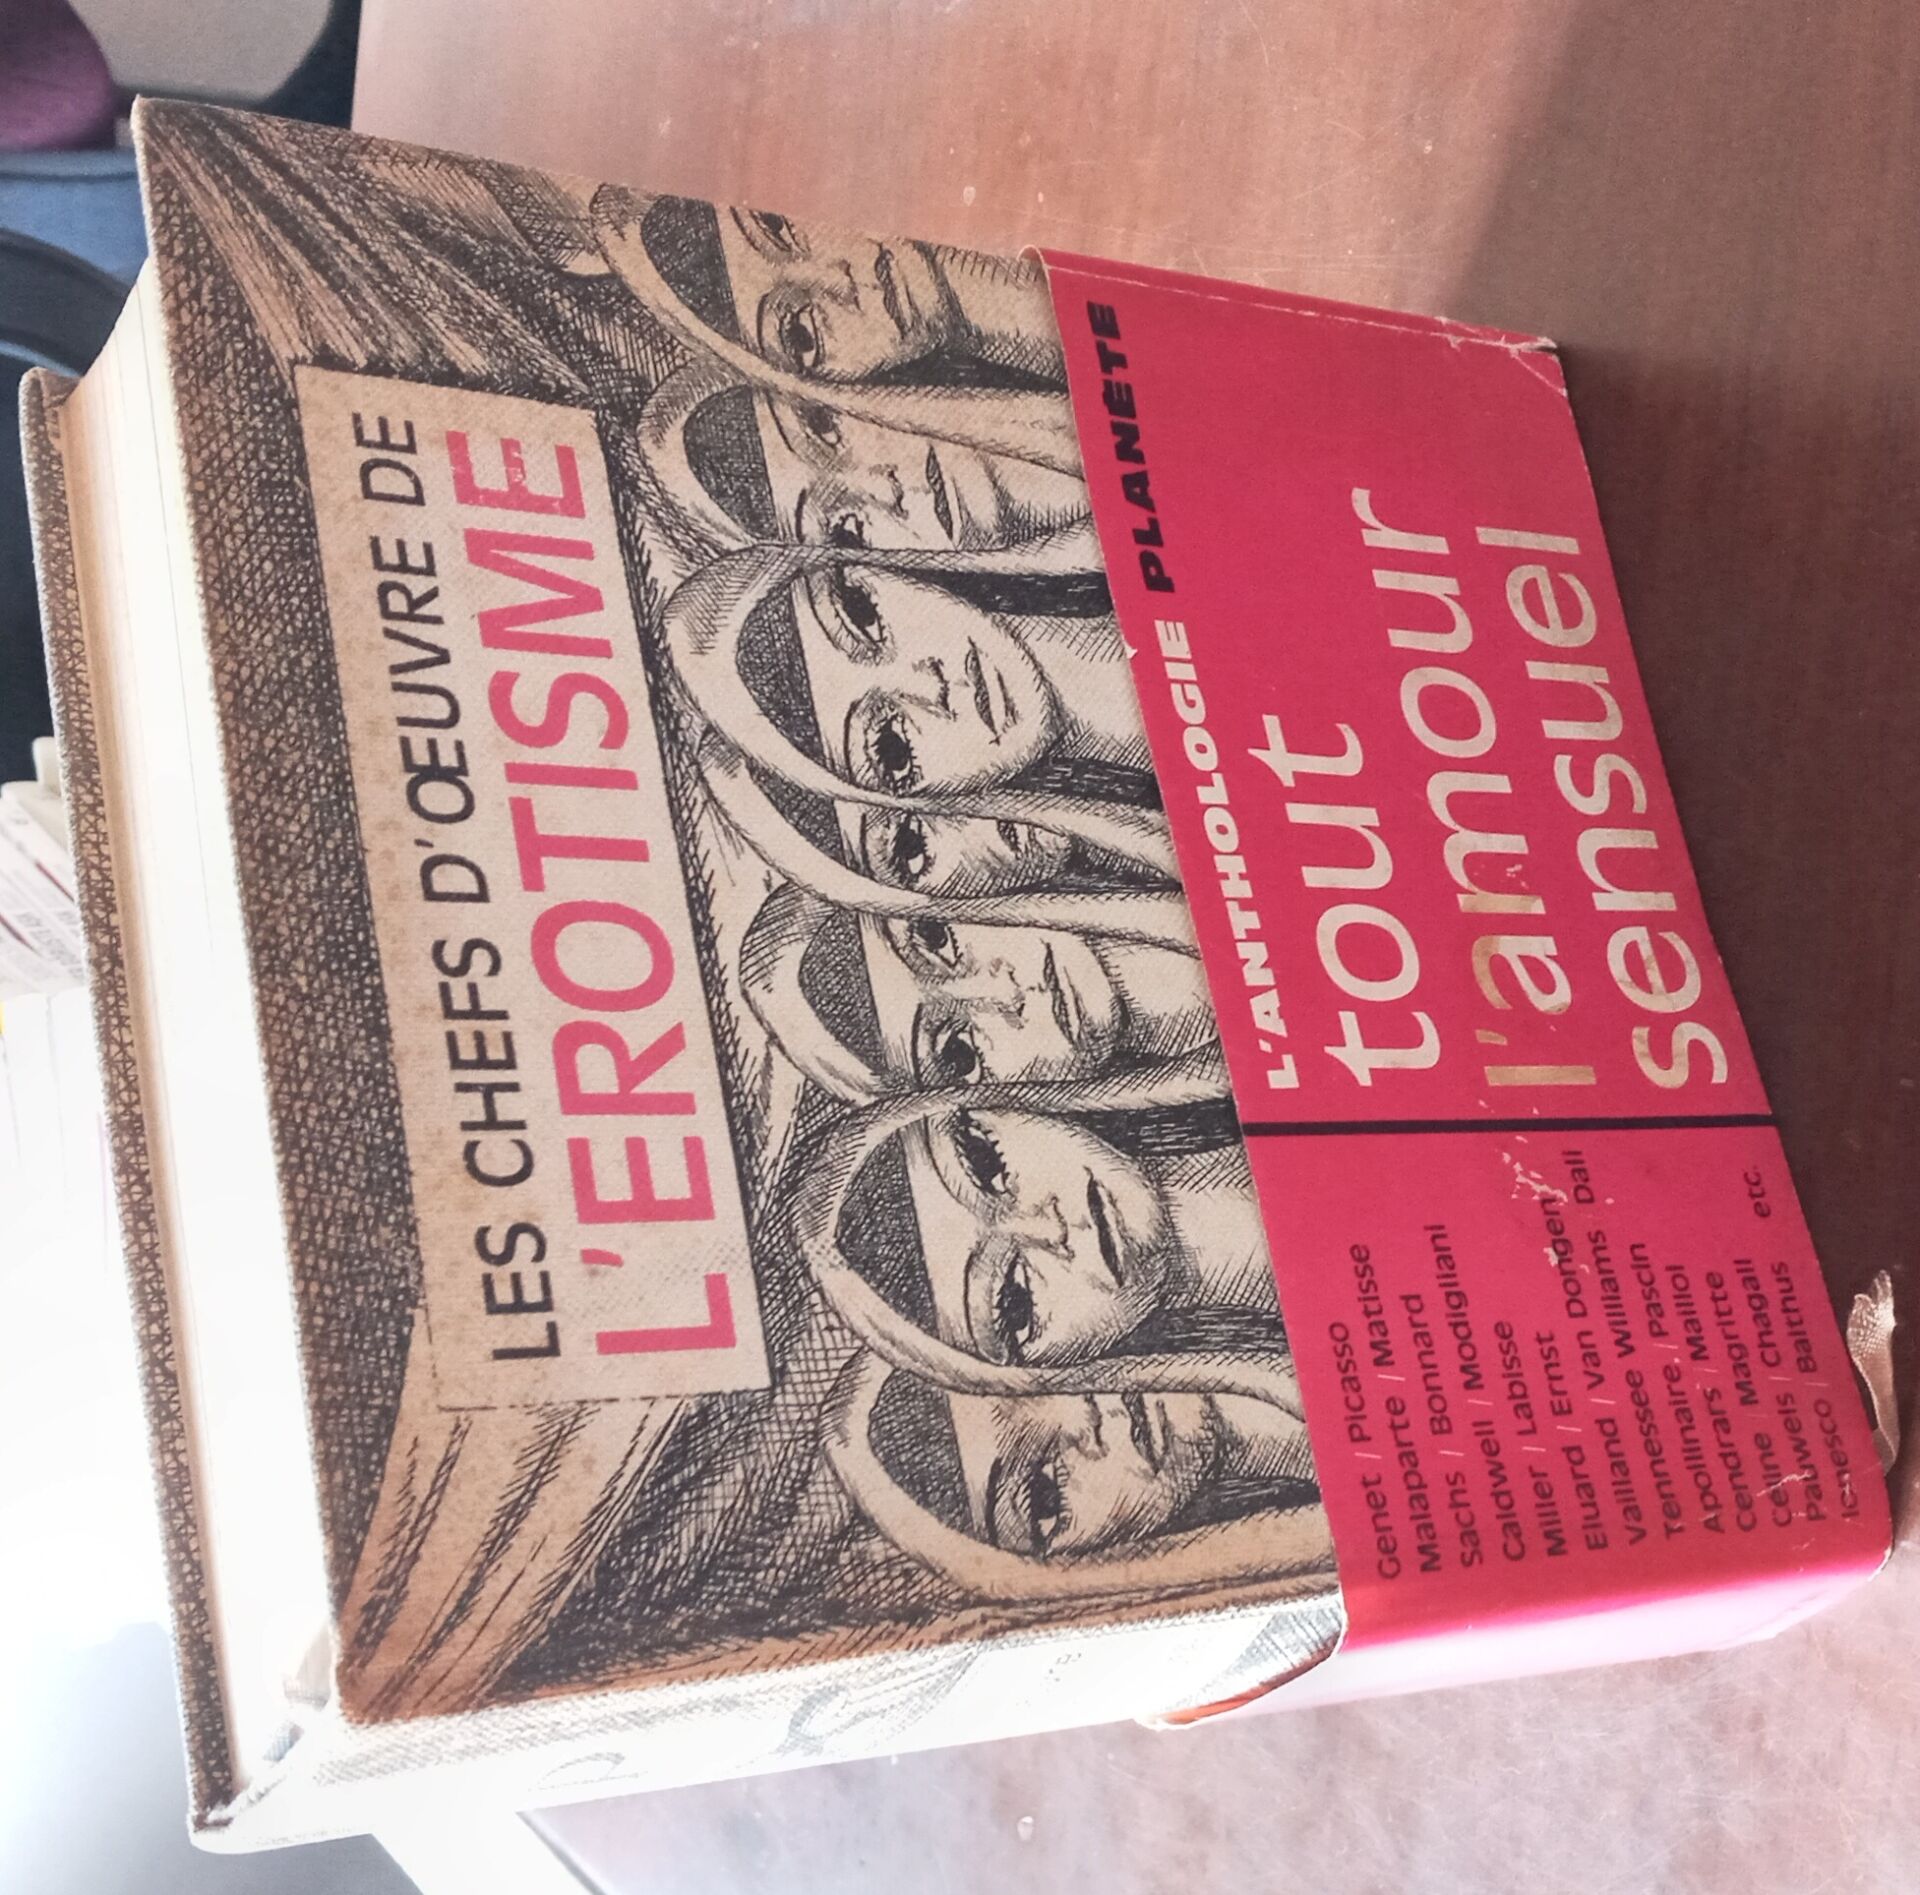 LES CHEFS D'ŒUVRE DE
L'EROTISME
L'ANTHOLOGIE PLANÈTE
tout
l'amour
sensuel
Genet / Picasso
Malaparte / Matisse
Sachs / Bonnard
Caldwell / Modigliani
Miller / Labisse
Eluard / Ernst
Vailland / Van Dongen
Tennessee Williams Dali
Apollinaire / Pascin
Cendrars / Maillol
Céline / Magritte
Pauwels / Chagall
Ionesco / Balthus etc.